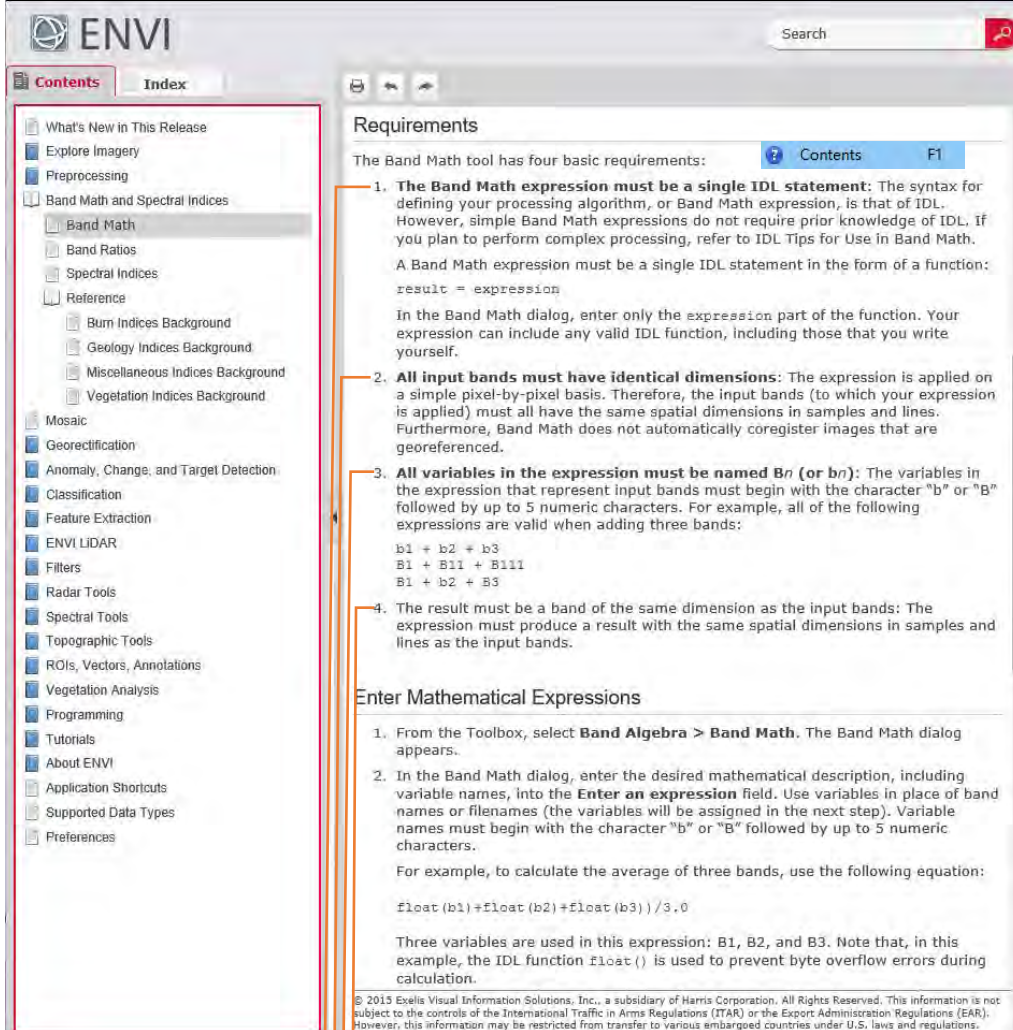 ENVI
Search
Contents
Index
What's New in This Release
Explore Imagery
Preprocessing
Band Math and Spectral Indices
Band Math
Band Ratios
Spectral Indices
Reference
Burn Indices Background
Geology Indices Background
Miscellaneous Indices Background
Vegetation Indices Background
Mosaic
Georectification
Anomaly, Change, and Target Detection
Classification
Feature Extraction
ENVI LiDAR
Filters
Radar Tools
Spectral Tools
Topographic Tools
ROIs, Vectors, Annotations
Vegetation Analysis
Programming
Tutorials
About ENVI
Application Shortcuts
Supported Data Types
Preferences
Requirements
Contents F1
The Band Math tool has four basic requirements:
1. The Band Math expression must be a single IDL statement: The syntax for
defining your processing algorithm, or Band Math expression, is that of IDL.
However, simple Band Math expressions do not require prior knowledge of IDL. If
you plan to perform complex processing, refer to IDL Tips for Use in Band Math.
A Band Math expression must be a single IDL statement in the form of a function:
result = expression
In the Band Math dialog, enter only the expression part of the function. Your
expression can include any valid IDL function, including those that you write
yourself.
2. All input bands must have identical dimensions: The expression is applied on
a simple pixel-by-pixel basis. Therefore, the input bands (to which your expression
is applied) must all have the same spatial dimensions in samples and lines.
Furthermore, Band Math does not automatically coregister images that are
georeferenced.
3. All variables in the expression must be named Bn (or bn): The variables in
the expression that represent input bands must begin with the character "b" or "B"
followed by up to 5 numeric characters. For example, all of the following
expressions are valid when adding three bands:
b1 + b2 + b3
B1 + B11 + B111
B1 + b2 + B3
4. The result must be a band of the same dimension as the input bands: The
expression must produce a result with the same spatial dimensions in samples and
lines as the input bands.
Enter Mathematical Expressions
1. From the Toolbox, select Band Algebra > Band Math. The Band Math dialog
appears.
2. In the Band Math dialog, enter the desired mathematical description, including
variable names, into the Enter an expression field. Use variables in place of band
names or filenames (the variables will be assigned in the next step). Variable
names must begin with the character "b" or "B" followed by up to 5 numeric
characters.
For example, to calculate the average of three bands, use the following equation:
float(b1)+float(b2)+float(b3))/3.0
Three variables are used in this expression: B1, B2, and B3. Note that, in this
example, the IDL function float() is used to prevent byte overflow errors during
calculation.
© 2015 Exelis Visual Information Solutions, Inc., a subsidiary of Harris Corporation. All Rights Reserved. This information is not
subject to the controls of the International Traffic in Arms Regulations (ITAR) or the Export Administration Regulations (EAR).
However, this information may be restricted from transfer to various embargoed countries under U.S. laws and regulations.